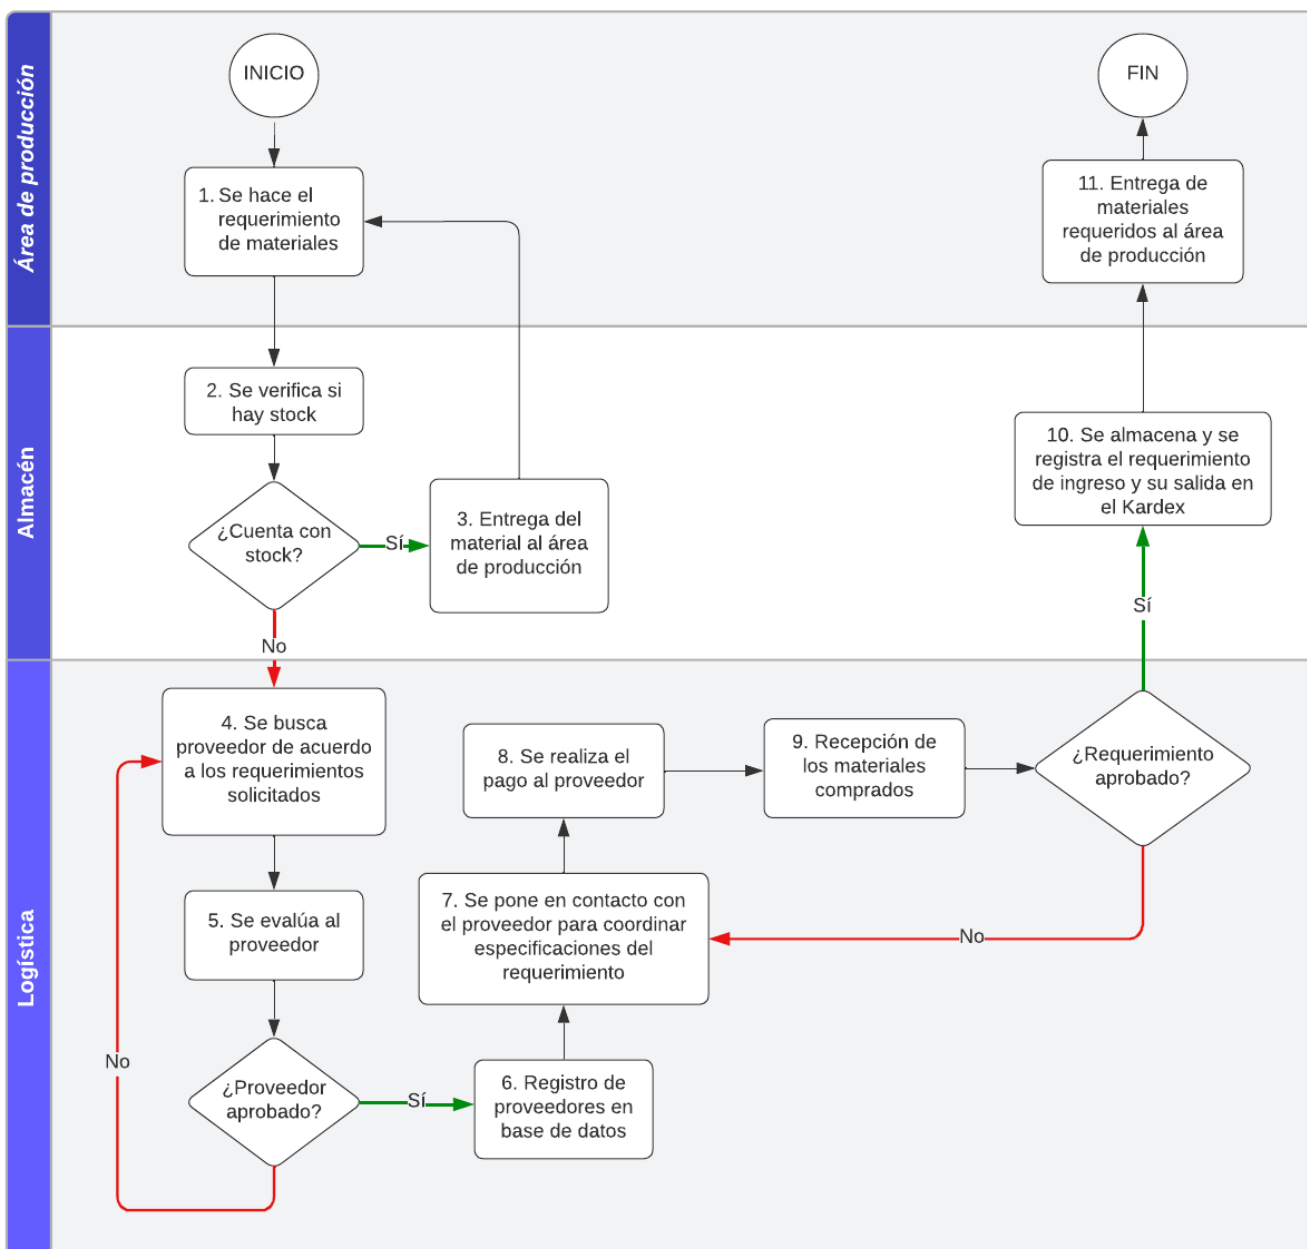 Área de producción
INICIO
FIN
1. Se hace el
requerimiento
de materiales
11. Entrega de
materiales
requeridos al área
de producción
Almacén
2. Se verifica si
hay stock
¿Cuenta con
stock?
Sí
3. Entrega del
material al área
de producción
10. Se almacena y se
registra el requerimiento
de ingreso y su salida en
el Kardex
No
Sí
Logística
4. Se busca
proveedor de acuerdo
a los requerimientos
solicitados
8. Se realiza el
pago al proveedor
9. Recepción de
los materiales
comprados
¿Requerimiento
aprobado?
5. Se evalúa al
proveedor
7. Se pone en contacto con
el proveedor para coordinar
especificaciones del
requerimiento
No
No
¿Proveedor
aprobado?
Sí
6. Registro de
proveedores en
base de datos